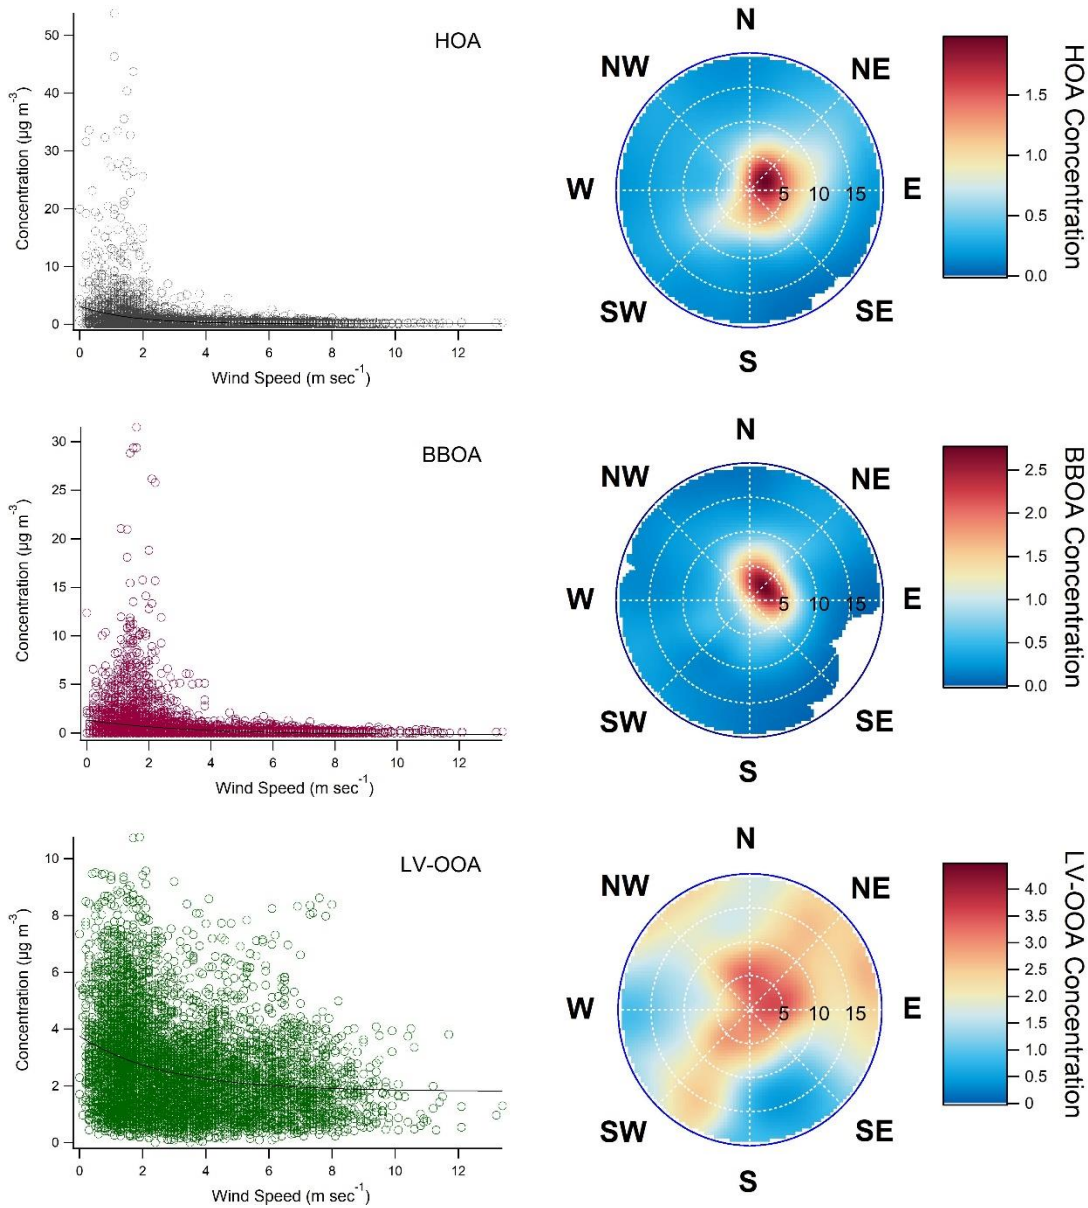 HOA
Concentration (µg m⁻³)
50
40
30
20
10
0
0 2 4 6 8 10 12
Wind Speed (m sec⁻¹)
N
NW NE
W 5 10 15 E
SW SE
S
1.5
1.0
0.5
0.0
HOA Concentration
BBOA
Concentration (µg m⁻³)
30
25
20
15
10
5
0
0 2 4 6 8 10 12
Wind Speed (m sec⁻¹)
N
NW NE
W 5 10 15 E
SW SE
S
2.5
2.0
1.5
1.0
0.5
0.0
BBOA Concentration
LV-OOA
Concentration (µg m⁻³)
10
8
6
4
2
0
0 2 4 6 8 10 12
Wind Speed (m sec⁻¹)
N
NW NE
W 5 10 15 E
SW SE
S
4.0
3.5
3.0
2.5
2.0
1.5
1.0
0.5
0
LV-OOA Concentration